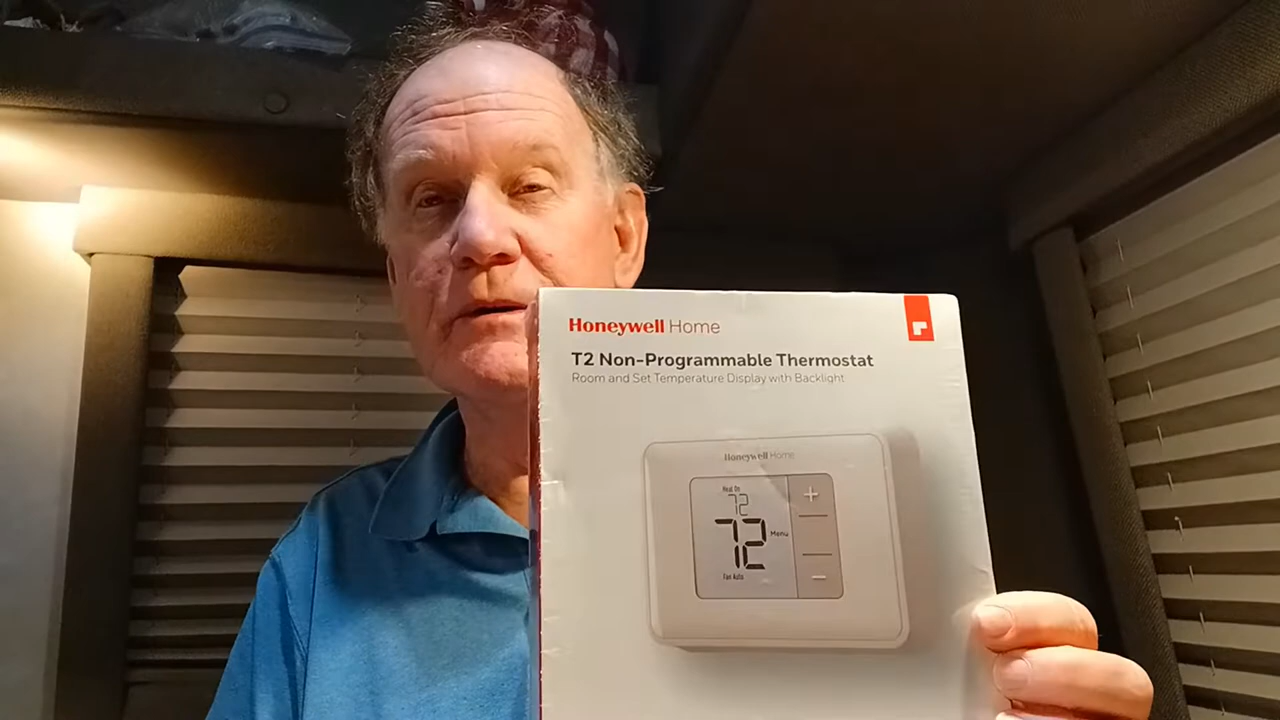 Honeywell Home
T2 Non-Programmable Thermostat
Room and Set Temperature Display with Backlight
Honeywell Home
Heat On
72
72
Menu
Fan Auto
+
−